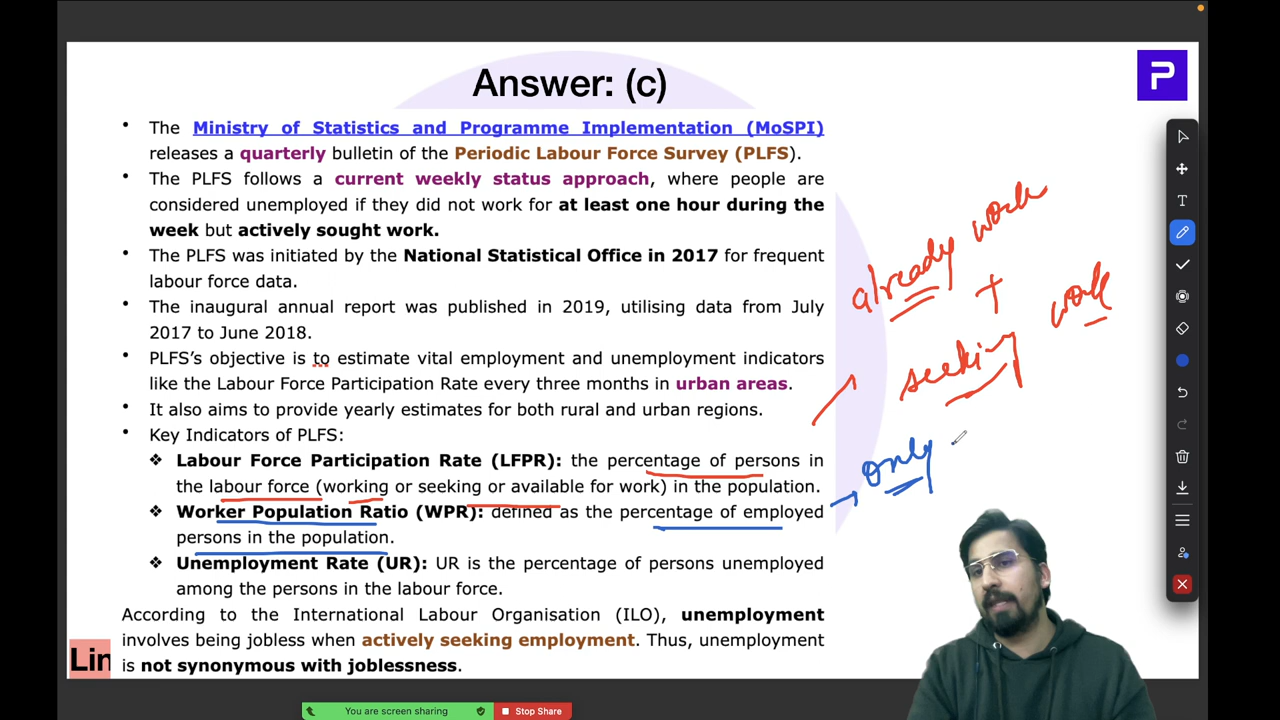 Answer: (c)
P
• The Ministry of Statistics and Programme Implementation (MoSPI)
releases a quarterly bulletin of the Periodic Labour Force Survey (PLFS).
• The PLFS follows a current weekly status approach, where people are
considered unemployed if they did not work for at least one hour during the
week but actively sought work.
• The PLFS was initiated by the National Statistical Office in 2017 for frequent
labour force data.
• The inaugural annual report was published in 2019, utilising data from July
2017 to June 2018.
• PLFS's objective is to estimate vital employment and unemployment indicators
like the Labour Force Participation Rate every three months in urban areas.
• It also aims to provide yearly estimates for both rural and urban regions.
• Key Indicators of PLFS:
❖ Labour Force Participation Rate (LFPR): the percentage of persons in
the labour force (working or seeking or available for work) in the population.
❖ Worker Population Ratio (WPR): defined as the percentage of employed
persons in the population.
❖ Unemployment Rate (UR): UR is the percentage of persons unemployed
among the persons in the labour force.
According to the International Labour Organisation (ILO), unemployment
involves being jobless when actively seeking employment. Thus, unemployment
is not synonymous with joblessness.
already work
+
seeking work
only
Lin
T
You are screen sharing
Stop Share